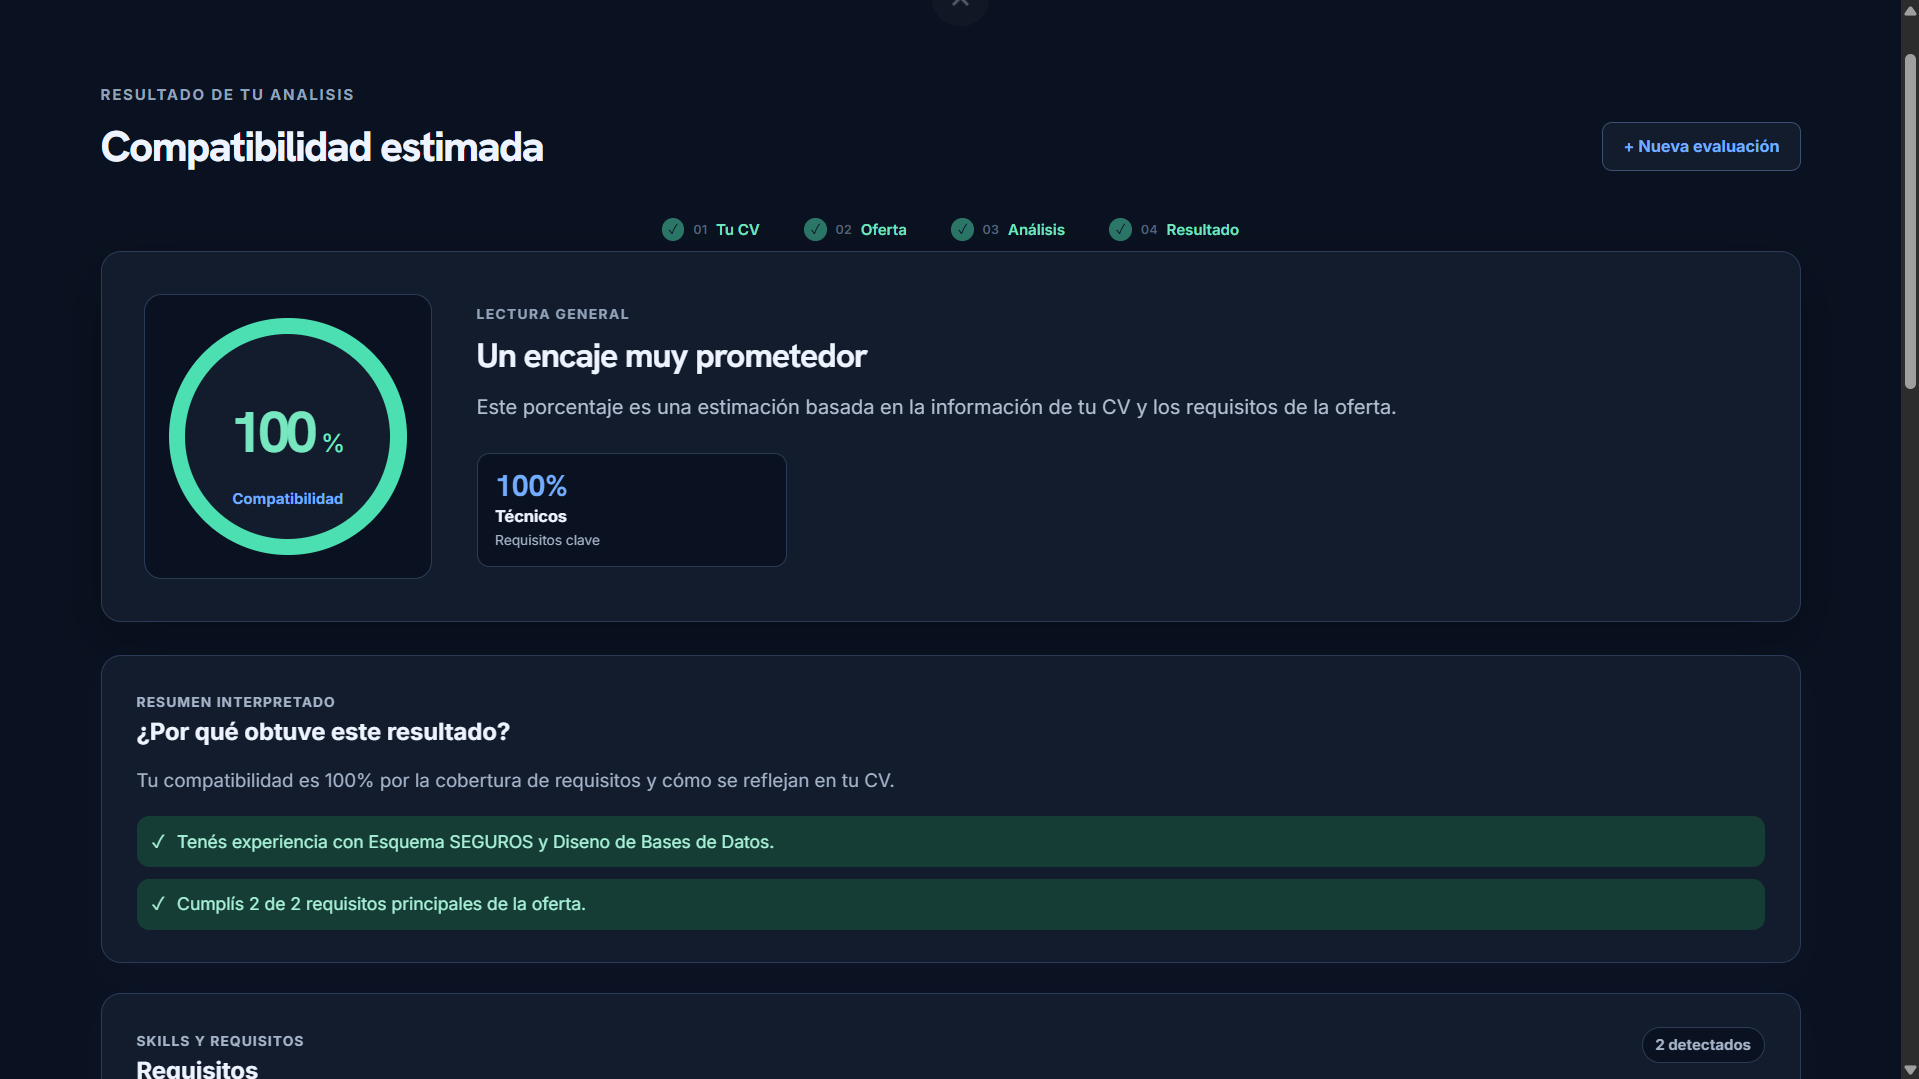 RESULTADO DE TU ANALISIS
Compatibilidad estimada
+ Nueva evaluación
✓ 01 Tu CV ✓ 02 Oferta ✓ 03 Análisis ✓ 04 Resultado
100 %
Compatibilidad
LECTURA GENERAL
Un encaje muy prometedor
Este porcentaje es una estimación basada en la información de tu CV y los requisitos de la oferta.
100%
Técnicos
Requisitos clave
RESUMEN INTERPRETADO
¿Por qué obtuve este resultado?
Tu compatibilidad es 100% por la cobertura de requisitos y cómo se reflejan en tu CV.
✓ Tenés experiencia con Esquema SEGUROS y Diseno de Bases de Datos.
✓ Cumplís 2 de 2 requisitos principales de la oferta.
SKILLS Y REQUISITOS
2 detectados
Requisitos